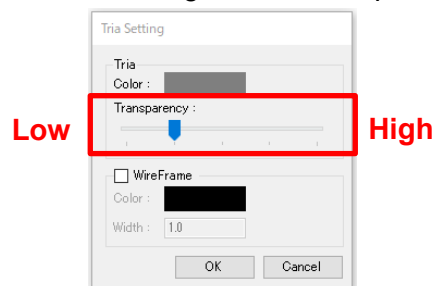 Tria Setting
Tria
Color :
Transparency :
Low
High
WireFrame
Color :
Width : 1.0
OK Cancel